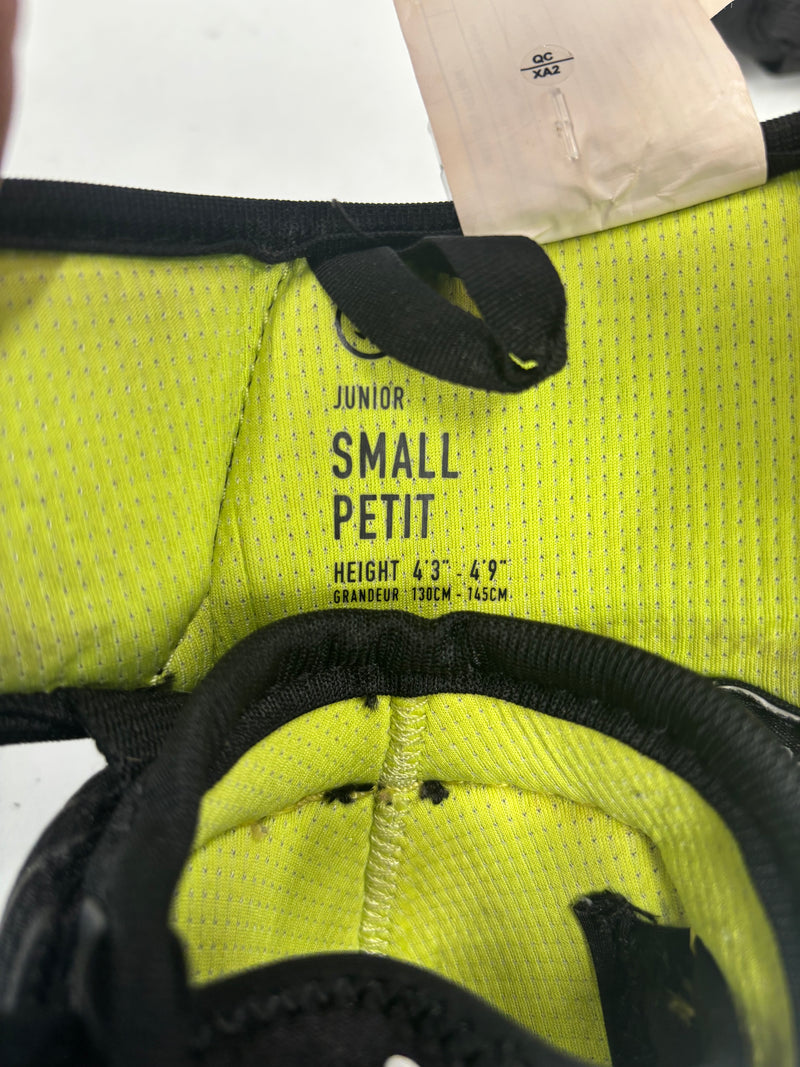 QC
XA2
JUNIOR
SMALL
PETIT
HEIGHT 4'3" - 4'9"
GRANDEUR 130CM - 145CM